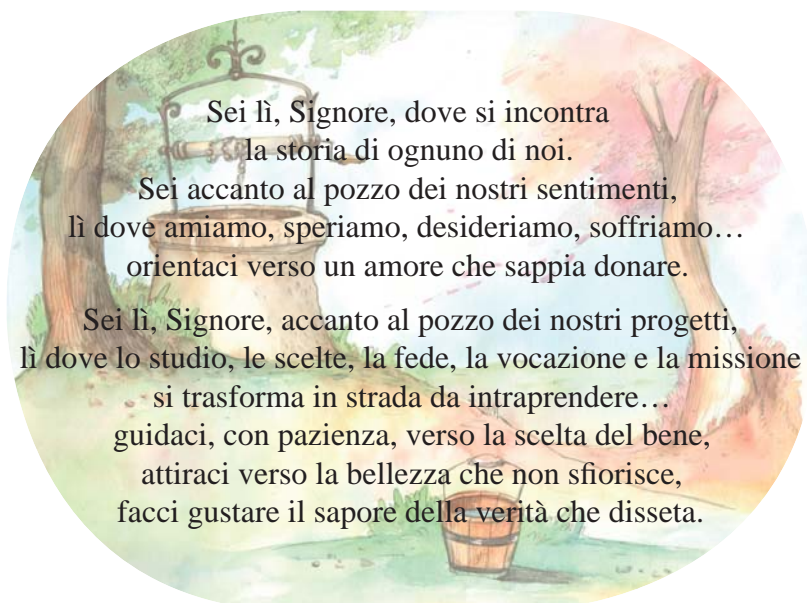 Sei lì, Signore, dove si incontra
la storia di ognuno di noi.
Sei accanto al pozzo dei nostri sentimenti,
lì dove amiamo, speriamo, desideriamo, soffriamo…
orientaci verso un amore che sappia donare.
Sei lì, Signore, accanto al pozzo dei nostri progetti,
lì dove lo studio, le scelte, la fede, la vocazione e la missione
si trasforma in strada da intraprendere…
guidaci, con pazienza, verso la scelta del bene,
attiraci verso la bellezza che non sfiorisce,
facci gustare il sapore della verità che disseta.